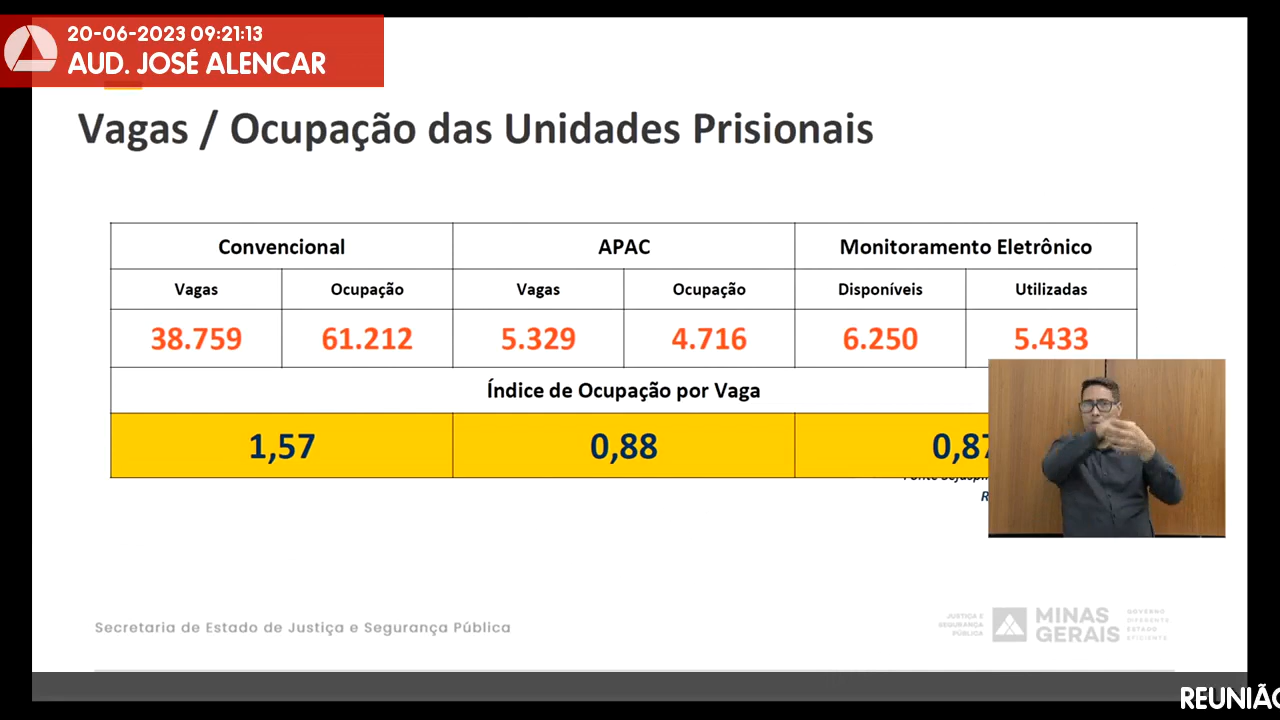 20-06-2023 09:21:13
AUD. JOSÉ ALENCAR
Vagas / Ocupação das Unidades Prisionais
Convencional APAC Monitoramento Eletrônico
Vagas Ocupação Vagas Ocupação Disponíveis Utilizadas
38.759 61.212 5.329 4.716 6.250 5.433
Índice de Ocupação por Vaga
1,57 0,88 0,87
Fonte
Secretaria de Estado de Justiça e Segurança Pública
JUSTIÇA E
SEGURANÇA
PÚBLICA
MINAS
GERAIS
GOVERNO
DIFERENTE
ESTADO
EFICIENTE
REUNIÃO